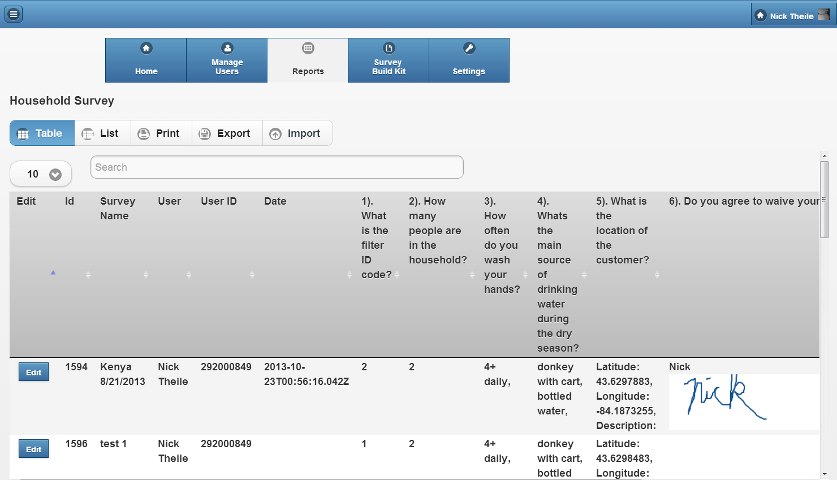 Nick Theile
Home
Manage Users
Reports
Survey Build Kit
Settings
Household Survey
Table List Print Export Import
10 Search
Edit Id Survey Name User User ID Date 1). What is the filter ID code? 2). How many people are in the household? 3). How often do you wash your hands? 4). Whats the main source of drinking water during the dry season? 5). What is the location of the customer? 6). Do you agree to waive your
Edit 1594 Kenya 8/21/2013 Nick Theile 292000849 2013-10-23T00:56:16.042Z 2 2 4+ daily, donkey with cart, bottled water, Latitude: 43.6297883, Longitude: -84.1873255, Description: Nick
Nick
Edit 1596 test 1 Nick Theile 292000849 1 2 4+ daily, donkey with cart, bottled Latitude: 43.6298483, Longitude: